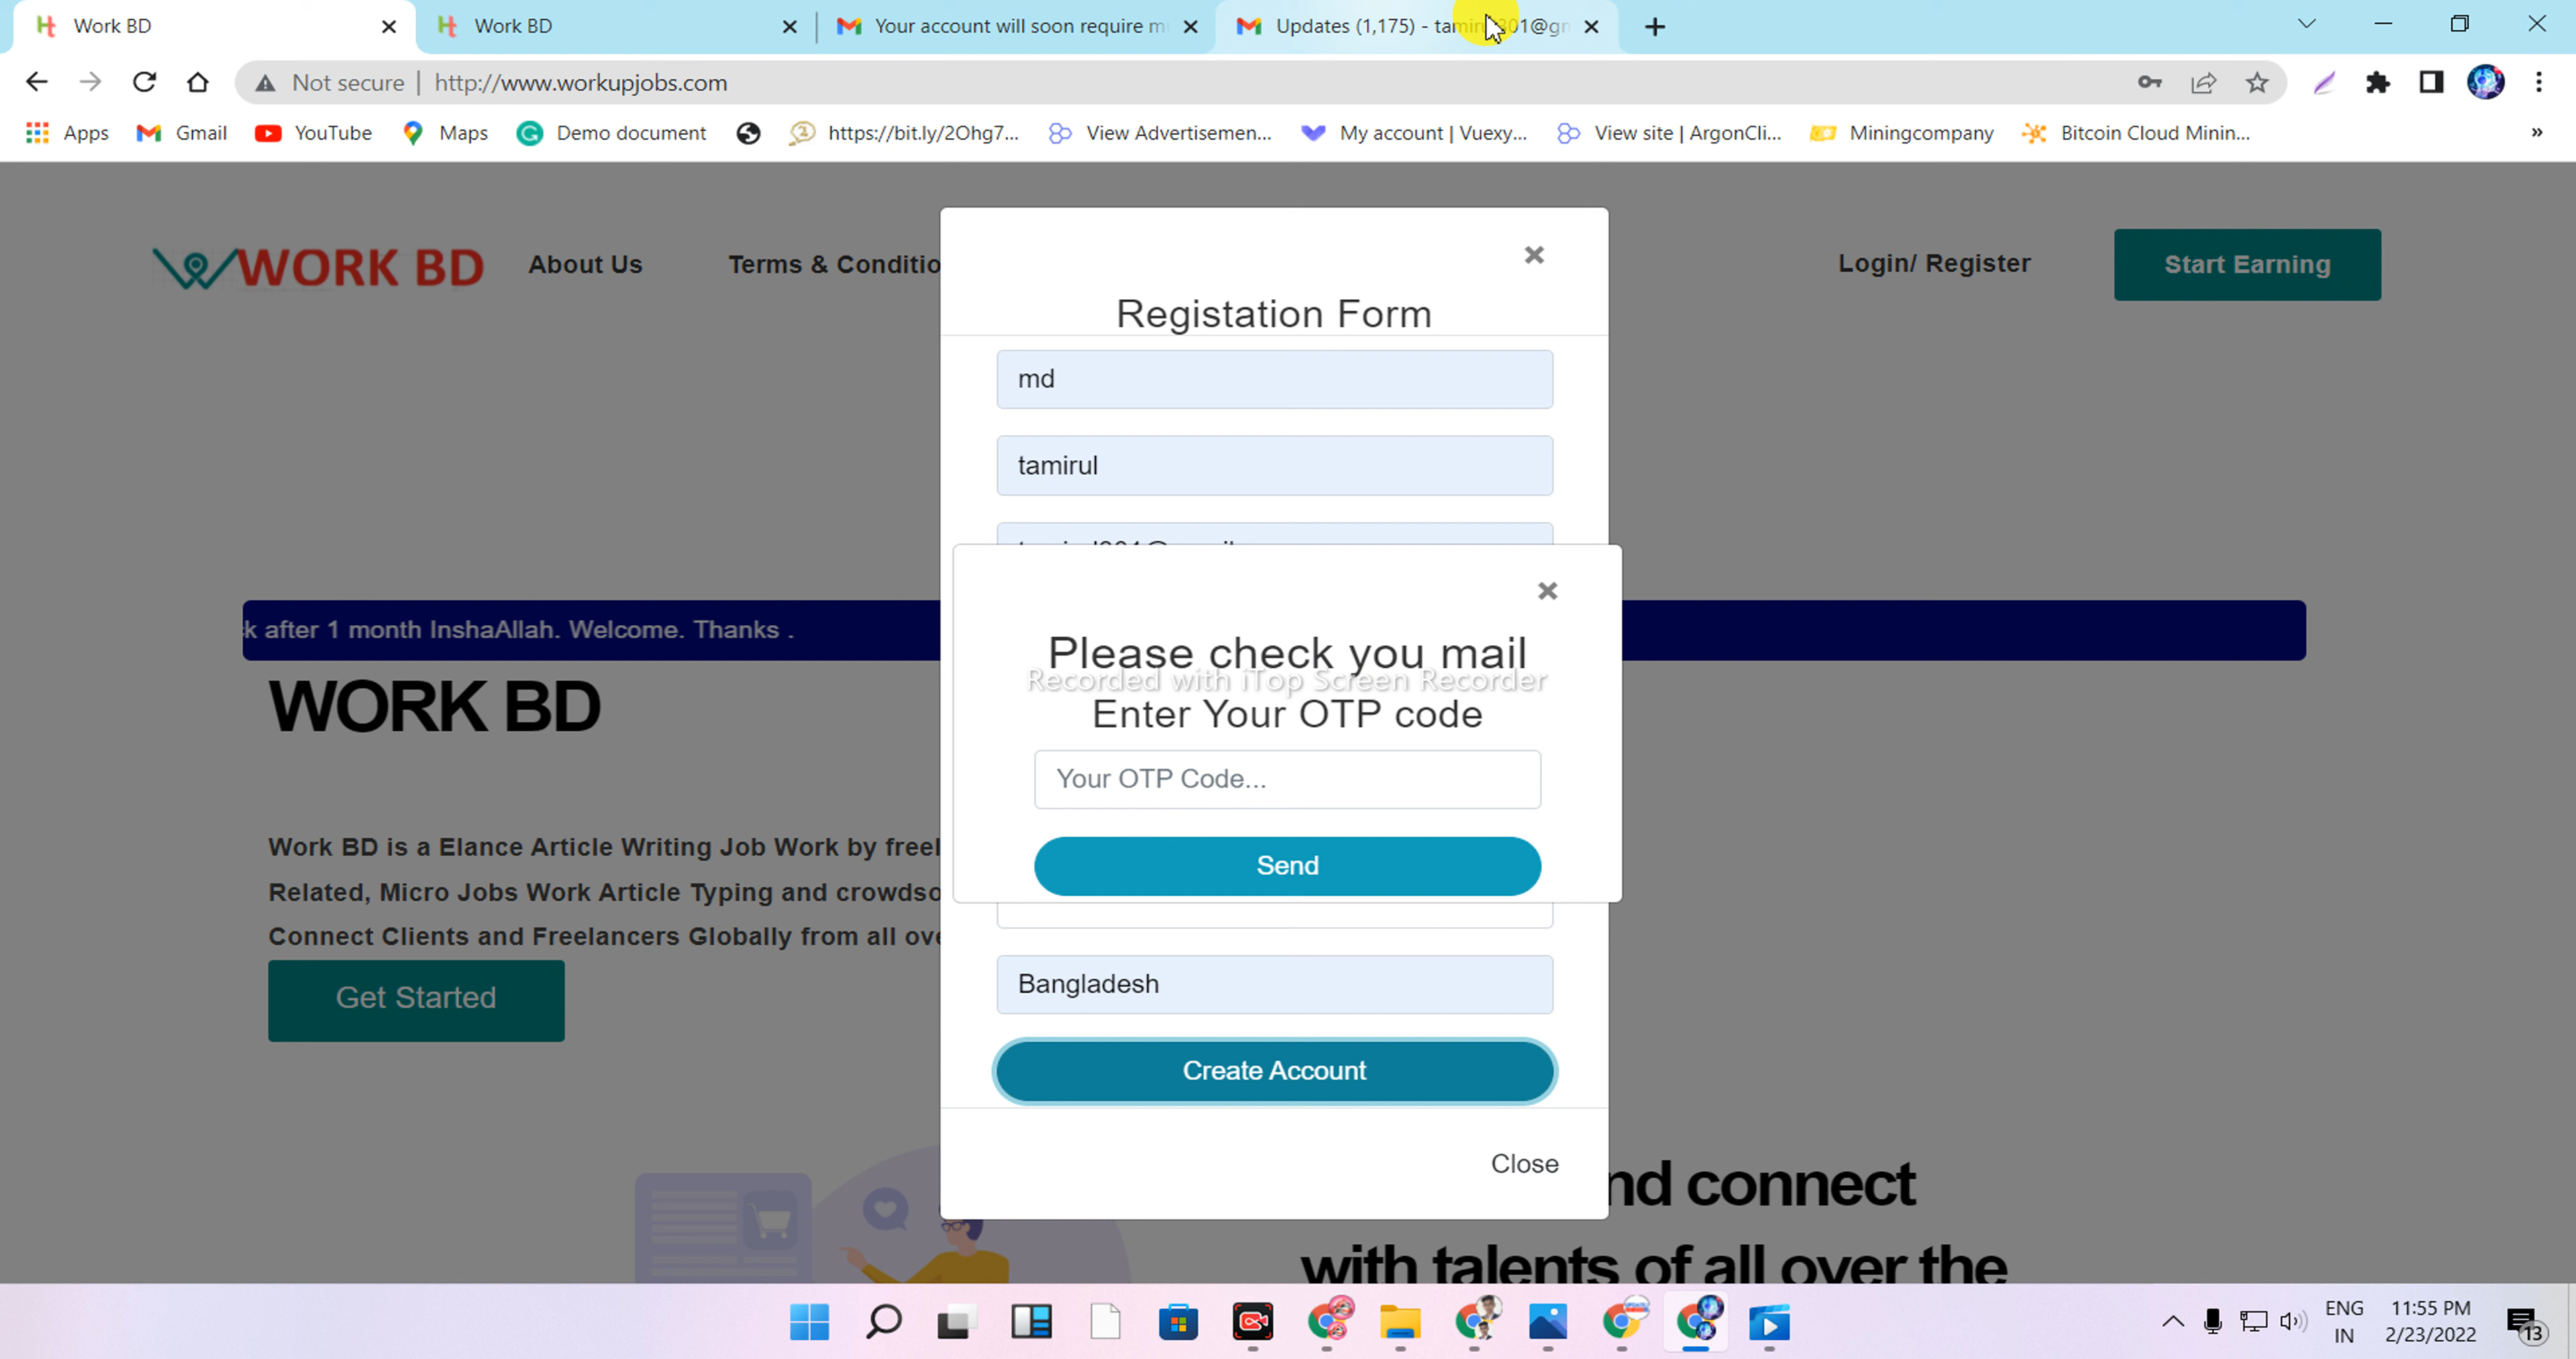 Work BD
Work BD
Your account will soon require m
Updates (1,175) -
Not secure
http://www.workupjobs.com
Apps
Gmail
YouTube
Maps
Demo document
https://bit.ly/2Ohg7...
View Advertisemen...
My account | Vuexy...
View site | ArgonCli...
Miningcompany
Bitcoin Cloud Minin...
»
WORK BD
About Us
Terms & Conditio
Login/ Register
Start Earning
Registation Form
md
tamirul
k after 1 month InshaAllah. Welcome. Thanks .
Please check you mail
Recorded with iTop Screen Recorder
Enter Your OTP code
Your OTP Code...
Send
WORK BD
Work BD is a Elance Article Writing Job Work by freel
Related, Micro Jobs Work Article Typing and crowdso
Connect Clients and Freelancers Globally from all ov
Get Started
Bangladesh
Create Account
Close
nd connect
with talents of all over the
ENG
IN
11:55 PM
2/23/2022
13